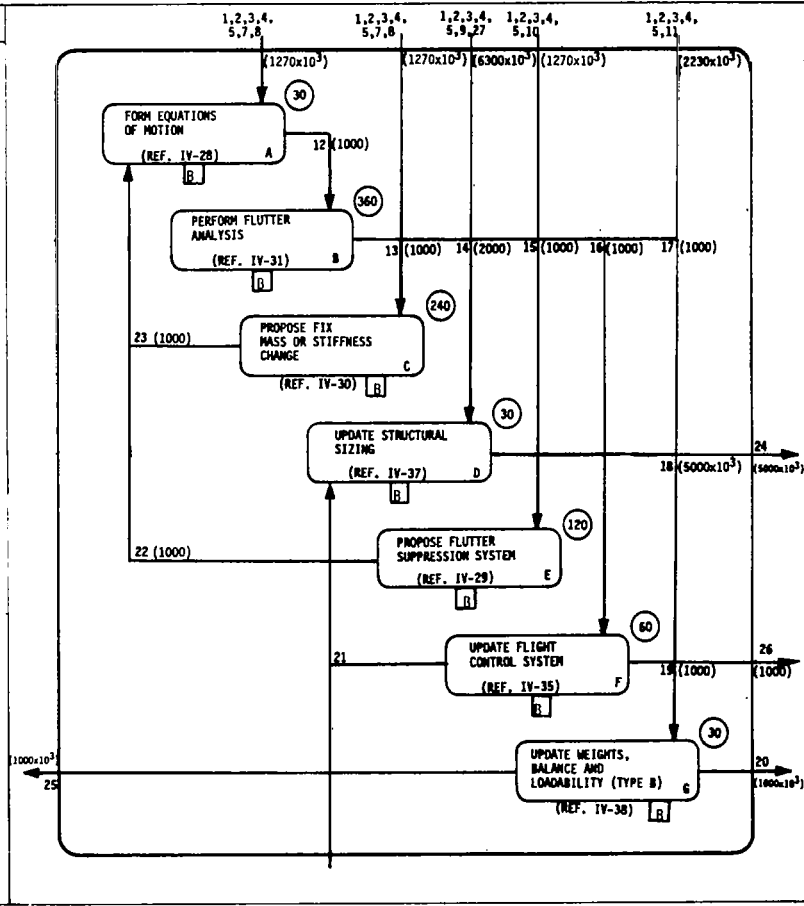 1,2,3,4, 1,2,3,4, 1,2,3,4, 1,2,3,4, 1,2,3,4,
5,7,8 5,7,8 5,9,27 5,10 5,11
(1270x10³) (1270x10³) (6300x10³) (1270x10³) (2230x10³)
30
FORM EQUATIONS
OF MOTION
(REF. IV-28) A
B
12 (1000)
360
PERFORM FLUTTER
ANALYSIS
(REF. IV-31) B
B
13 (1000) 14 (2000) 15 (1000) 16 (1000) 17 (1000)
240
PROPOSE FIX
MASS OR STIFFNESS
CHANGE
C
(REF. IV-30) B
23 (1000)
30
UPDATE STRUCTURAL
SIZING
(REF. IV-37) D
B
18 (5000x10³)
24
(5000x10³)
120
PROPOSE FLUTTER
SUPPRESSION SYSTEM
(REF. IV-29) E
B
22 (1000)
60
UPDATE FLIGHT
CONTROL SYSTEM
(REF. IV-35) F
B
21
19 (1000)
26
(1000)
30
UPDATE WEIGHTS,
BALANCE AND
LOADABILITY (TYPE B) G
(REF. IV-38) B
(1000x10³)
25
20
(1000x10³)